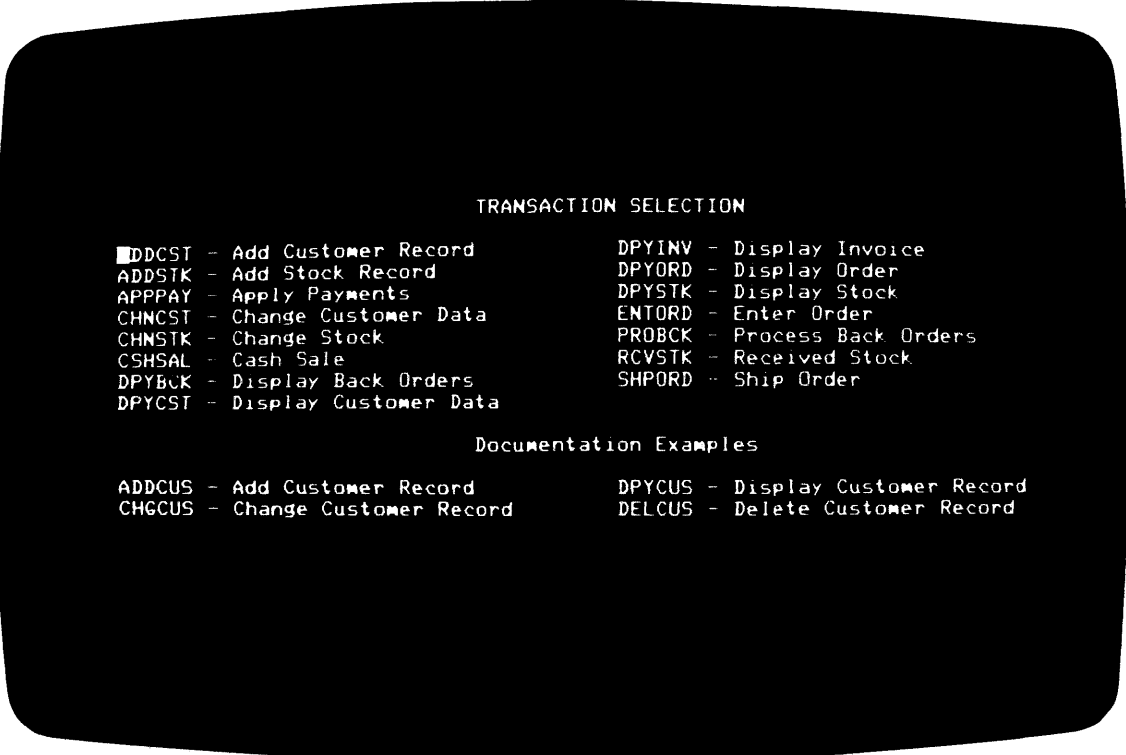 TRANSACTION SELECTION
ADDCST - Add Customer Record
ADDSTK - Add Stock Record
APPPAY - Apply Payments
CHNCST - Change Customer Data
CHNSTK - Change Stock
CSHSAL - Cash Sale
DPYBCK - Display Back Orders
DPYCST - Display Customer Data
DPYINV - Display Invoice
DPYORD - Display Order
DPYSTK - Display Stock
ENTORD - Enter Order
PROBCK - Process Back Orders
RCVSTK - Received Stock
SHPORD - Ship Order
Documentation Examples
ADDCUS - Add Customer Record
CHGCUS - Change Customer Record
DPYCUS - Display Customer Record
DELCUS - Delete Customer Record